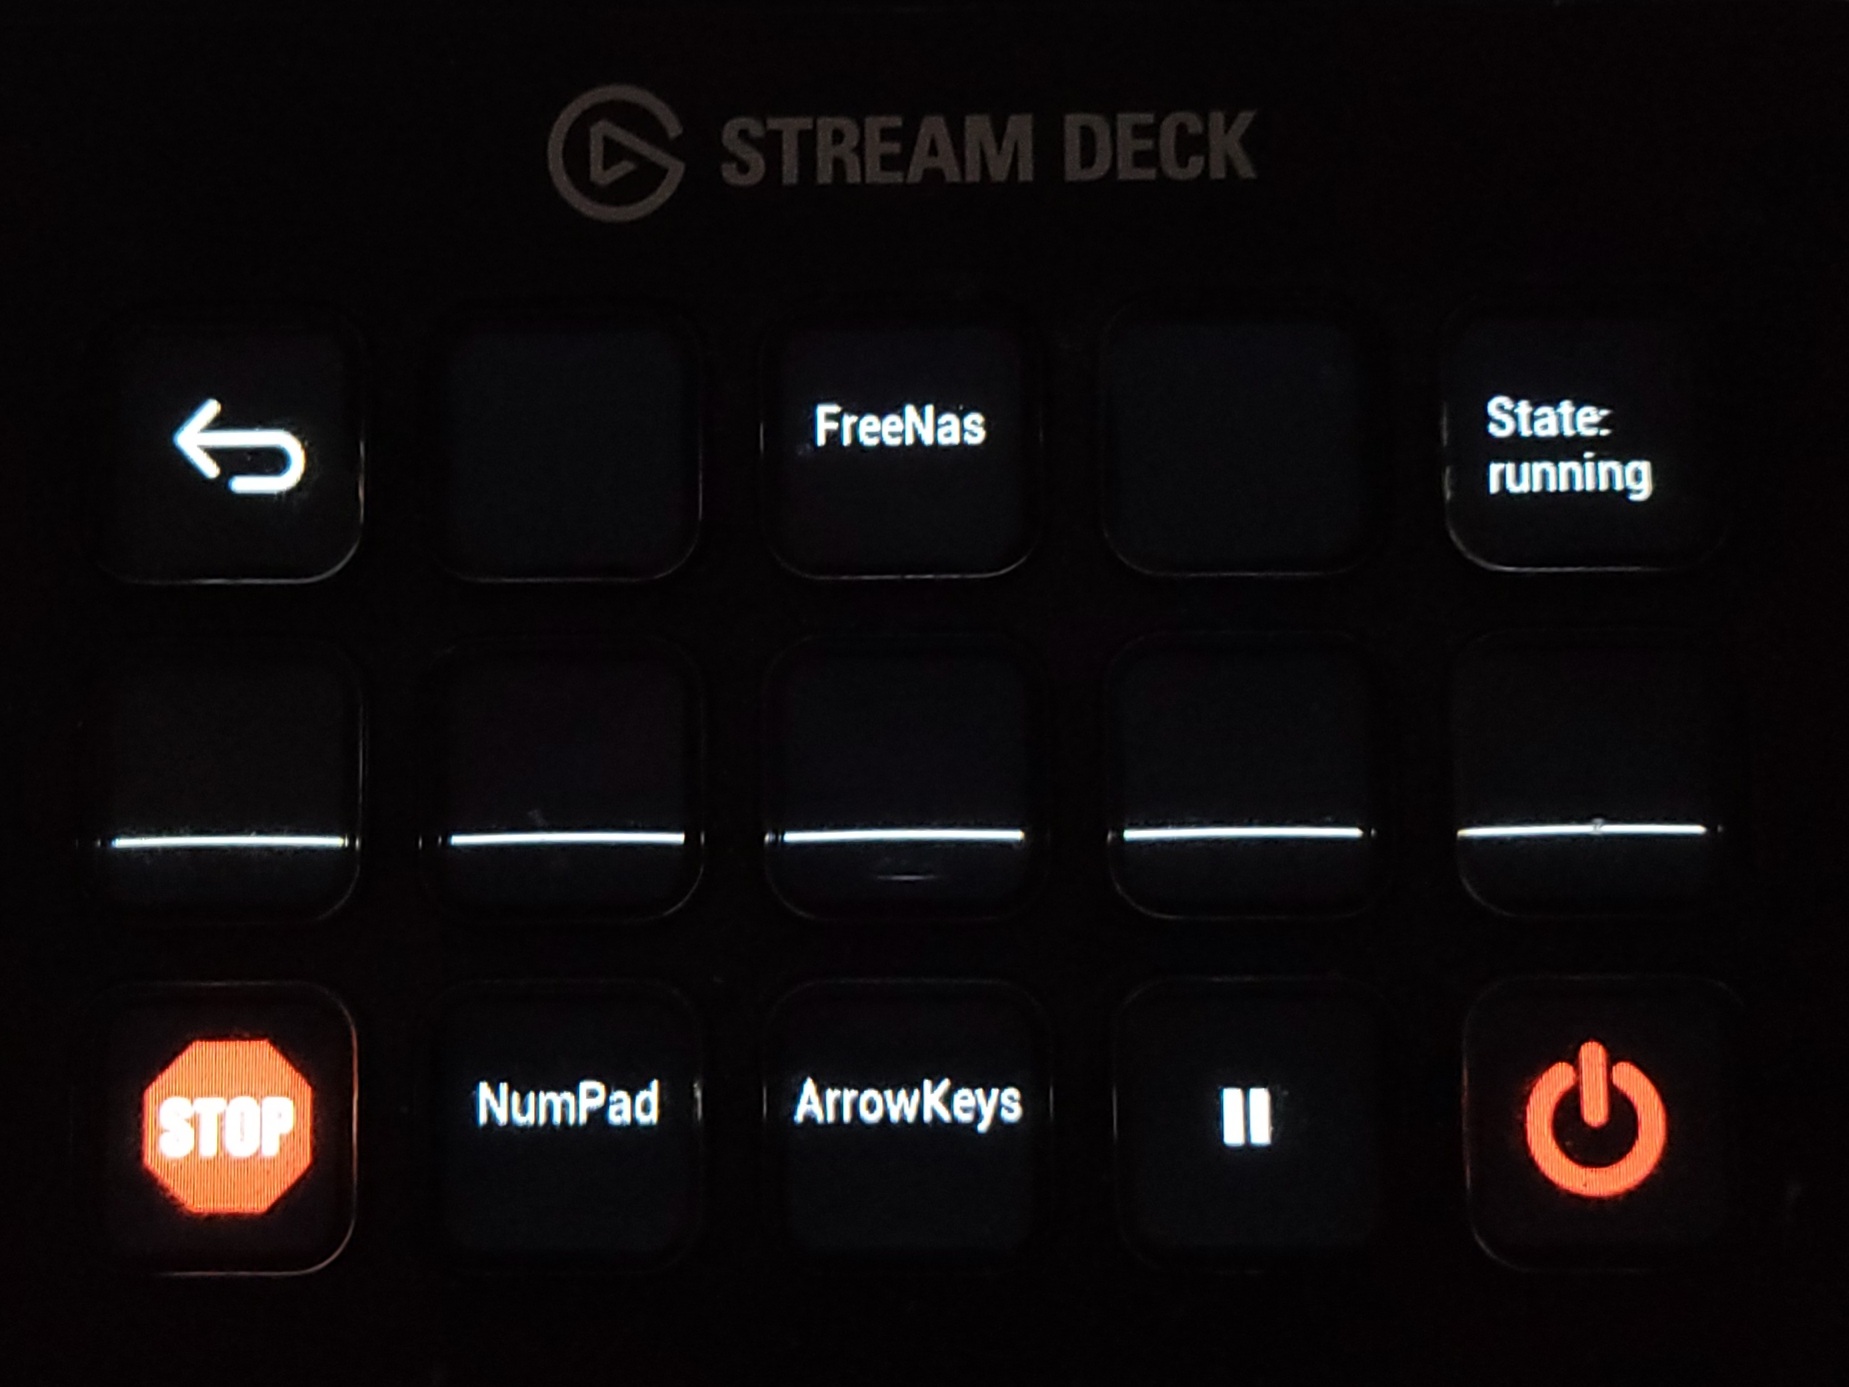 STREAM DECK
FreeNas
State:
running
STOP
NumPad
ArrowKeys